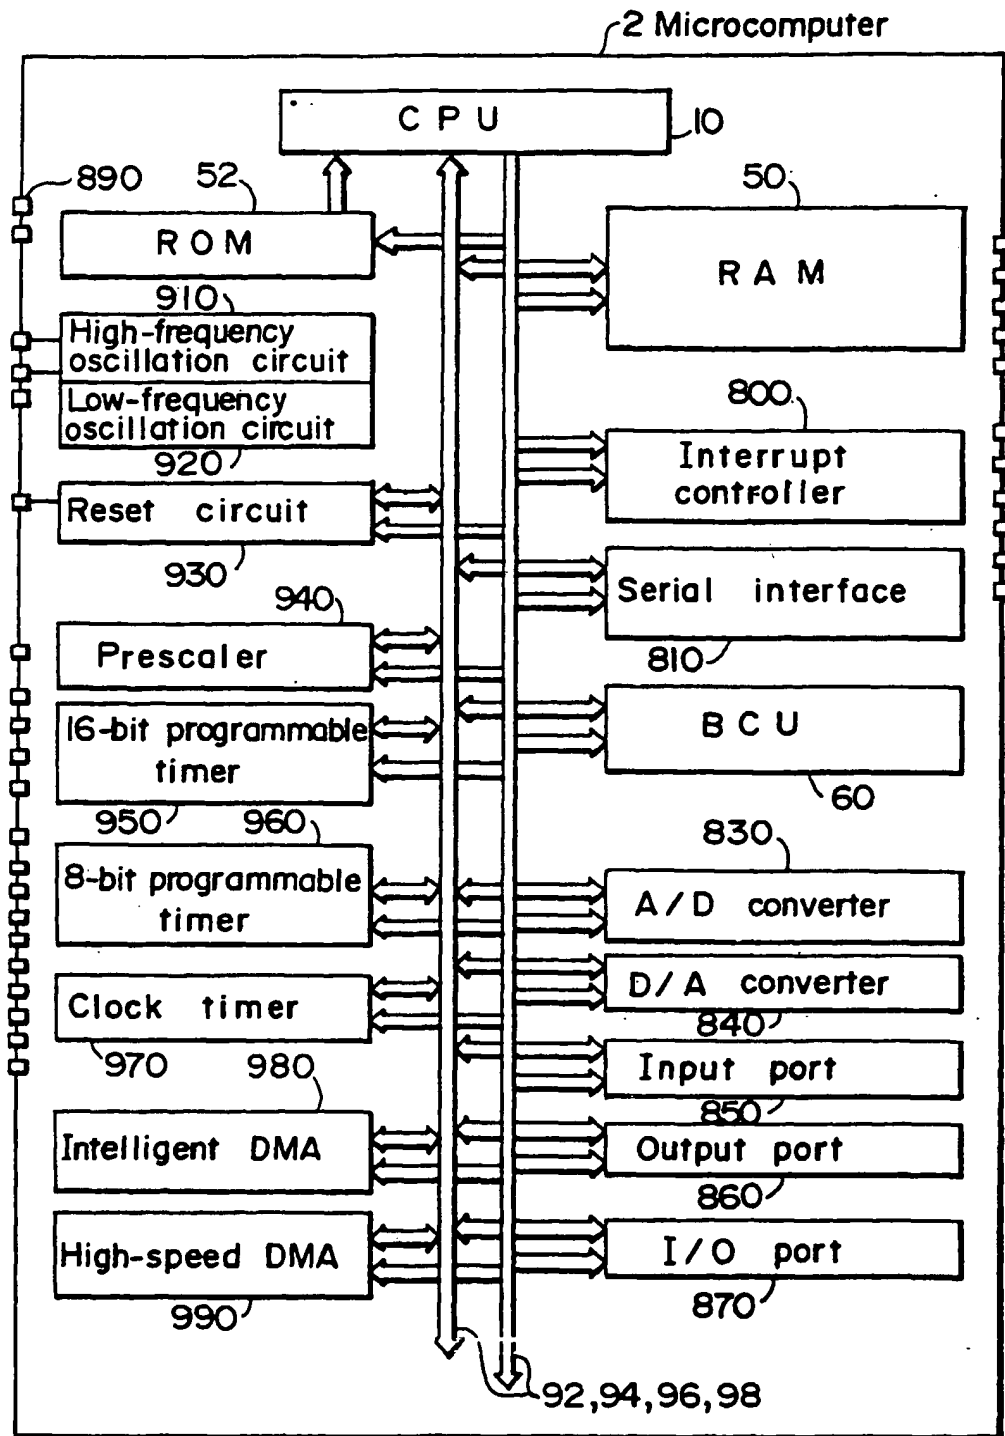 2 Microcomputer
CPU
10
890
52
ROM
50
RAM
910
High-frequency
oscillation circuit
Low-frequency
oscillation circuit
920
800
Interrupt
controller
Reset circuit
930
Serial interface
810
940
Prescaler
16-bit programmable
timer
950
BCU
60
960
8-bit programmable
timer
830
A/D converter
D/A converter
840
Clock timer
970
Input port
850
980
Intelligent DMA
Output port
860
High-speed DMA
990
I/O port
870
92,94,96,98